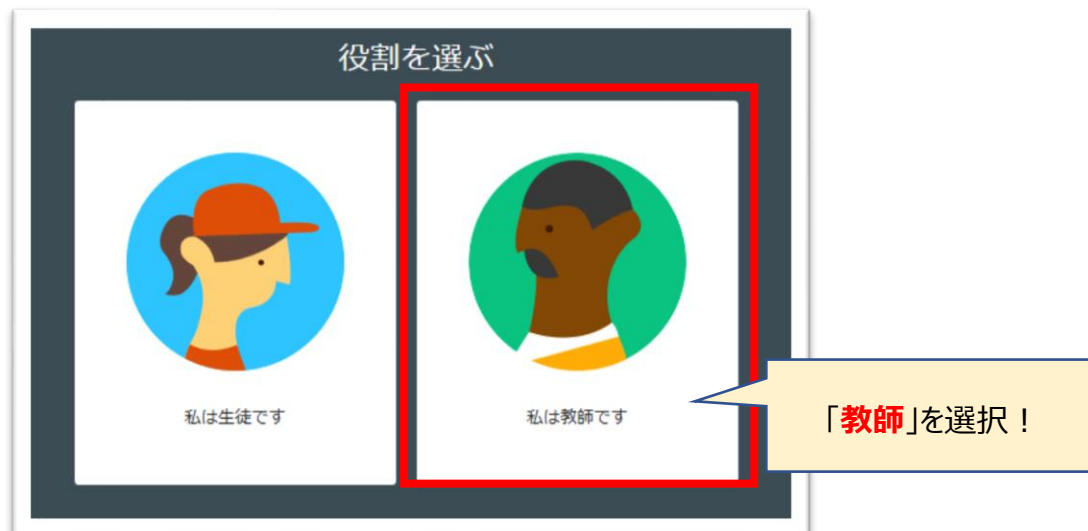 役割を選ぶ
私は生徒です
私は教師です
「教師」を選択！